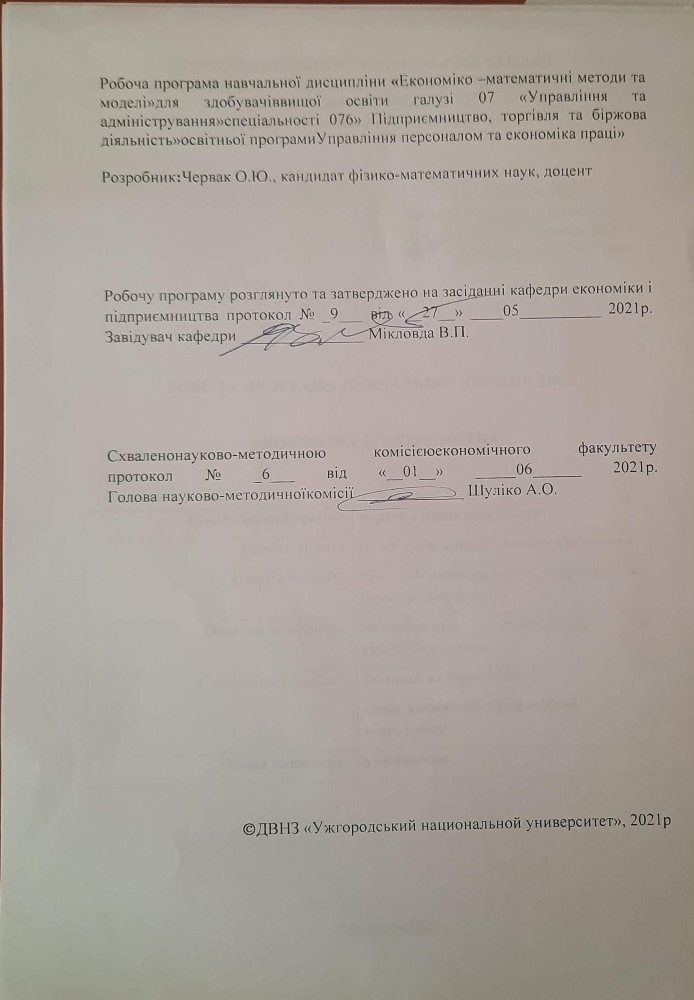 Робоча програма навчальної дисципліни «Економіко –математичні методи та
моделі»для здобувачіввищої освіти галузі 07 «Управління та
адміністрування»спеціальності 076» Підприємництво, торгівля та біржова
діяльність»освітньої програмиУправління персоналом та економіка праці»
Розробник:Червак О.Ю., кандидат фізико-математичних наук, доцент
Робочу програму розглянуто та затверджено на засіданні кафедри економіки і
підприємництва протокол № _9___ від «__27__» ____05__________ 2021р.
Завідувач кафедри _______________ Мікловда В.П.
Схваленонауково-методичною комісієюекономічного факультету
протокол № _6___ від «__01__» _____06______ 2021р.
Голова науково-методичноїкомісії _____________ Шуліко А.О.
©ДВНЗ «Ужгородський национальной университет», 2021р